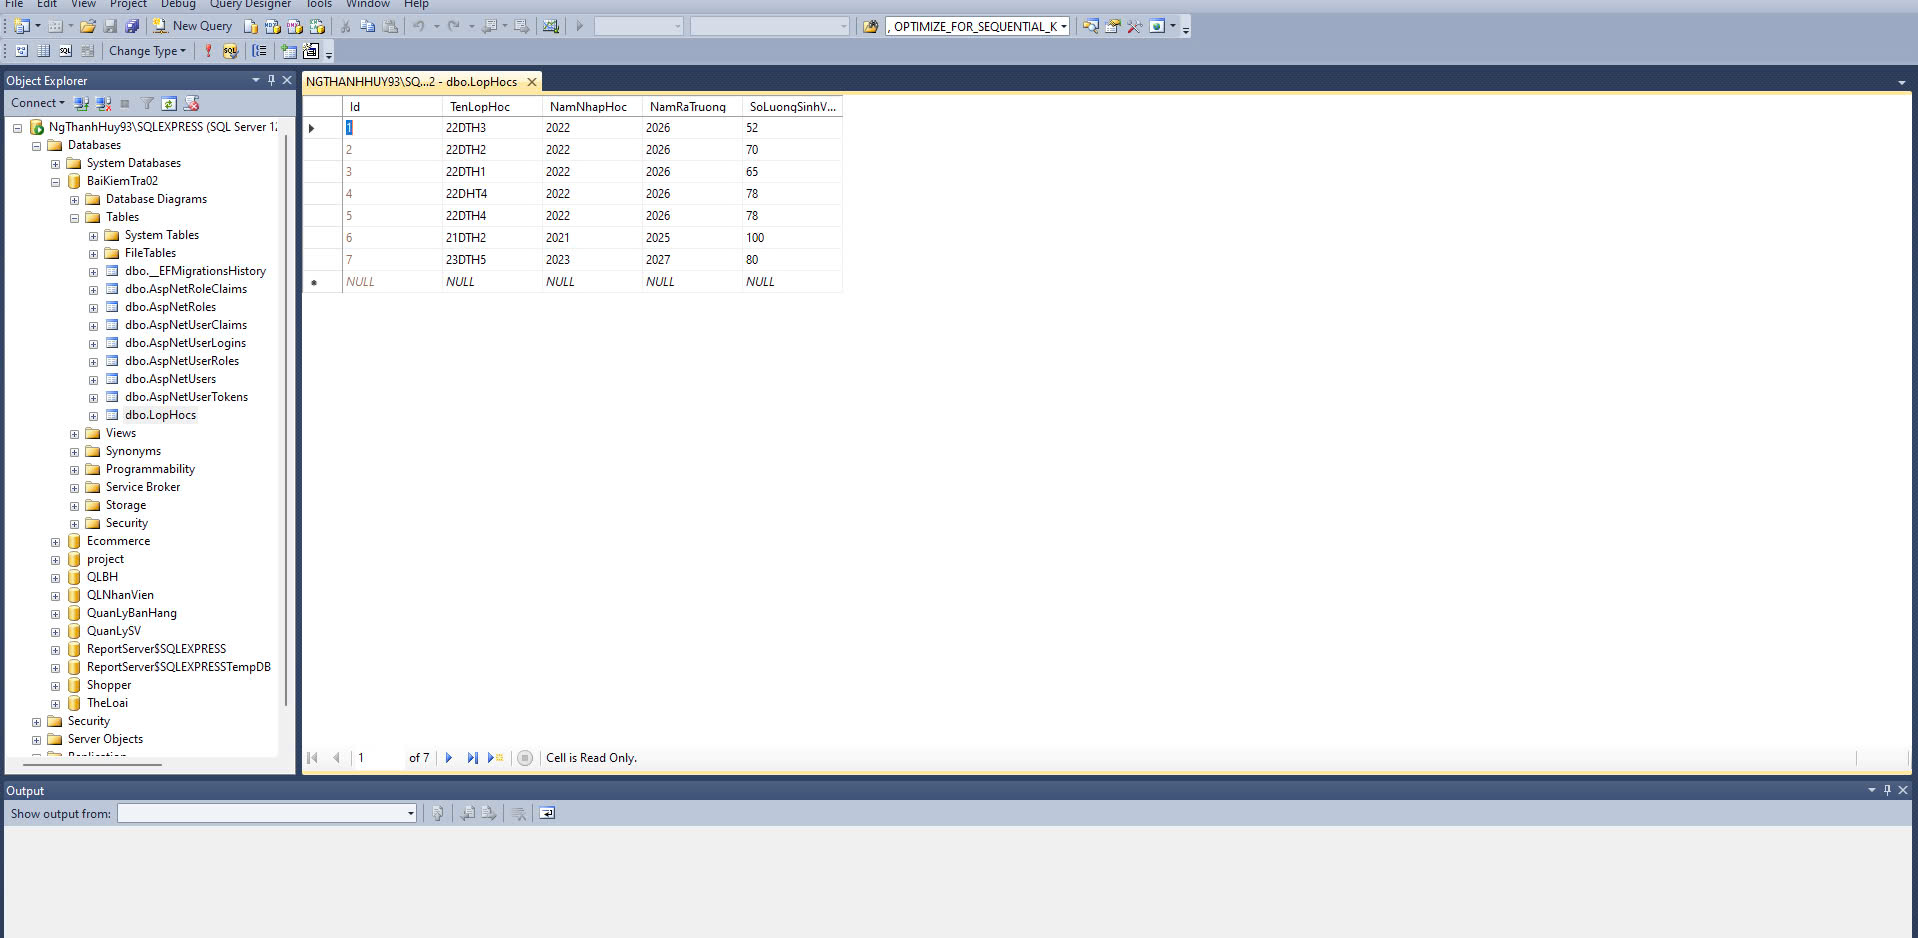 File Edit View Project Debug Query Designer Tools Window Help
New Query , OPTIMIZE_FOR_SEQUENTIAL_K
Change Type
Object Explorer
Connect
NgThanhHuy93\SQLEXPRESS (SQL Server 12
Databases
System Databases
BaiKiemTra02
Database Diagrams
Tables
System Tables
FileTables
dbo.__EFMigrationsHistory
dbo.AspNetRoleClaims
dbo.AspNetRoles
dbo.AspNetUserClaims
dbo.AspNetUserLogins
dbo.AspNetUserRoles
dbo.AspNetUsers
dbo.AspNetUserTokens
dbo.LopHocs
Views
Synonyms
Programmability
Service Broker
Storage
Security
Ecommerce
project
QLBH
QLNhanVien
QuanLyBanHang
QuanLySV
ReportServer$SQLEXPRESS
ReportServer$SQLEXPRESSTempDB
Shopper
TheLoai
Security
Server Objects
Replication
NGTHANHHUY93\SQ...2 - dbo.LopHocs
Id TenLopHoc NamNhapHoc NamRaTruong SoLuongSinhV...
1 22DTH3 2022 2026 52
2 22DTH2 2022 2026 70
3 22DTH1 2022 2026 65
4 22DHT4 2022 2026 78
5 22DTH4 2022 2026 78
6 21DTH2 2021 2025 100
7 23DTH5 2023 2027 80
NULL NULL NULL NULL NULL
1 of 7 Cell is Read Only.
Output
Show output from: